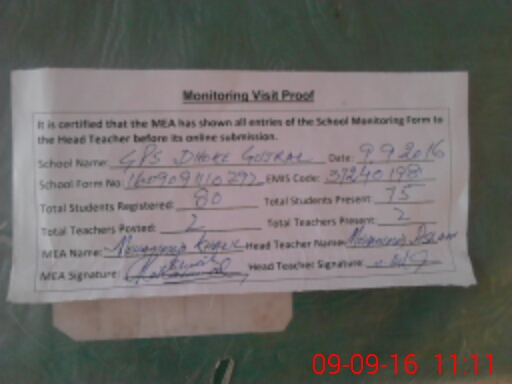 Monitoring Visit Proof
It is certified that the MEA has shown all entries of the School Monitoring Form to
the Head Teacher before its online submission.
School Name: GPS DHOKE GUJRAL Date: 9.9.2016
School Form No: EMIS Code: 37240198
Total Students Registered: 80 Total Students Present: 75
Total Teachers Posted: 2 Total Teachers Present: 2
MEA Name: Head Teacher Name: ASLAM
MEA Signature: Head Teacher Signature:
09-09-16 11:11